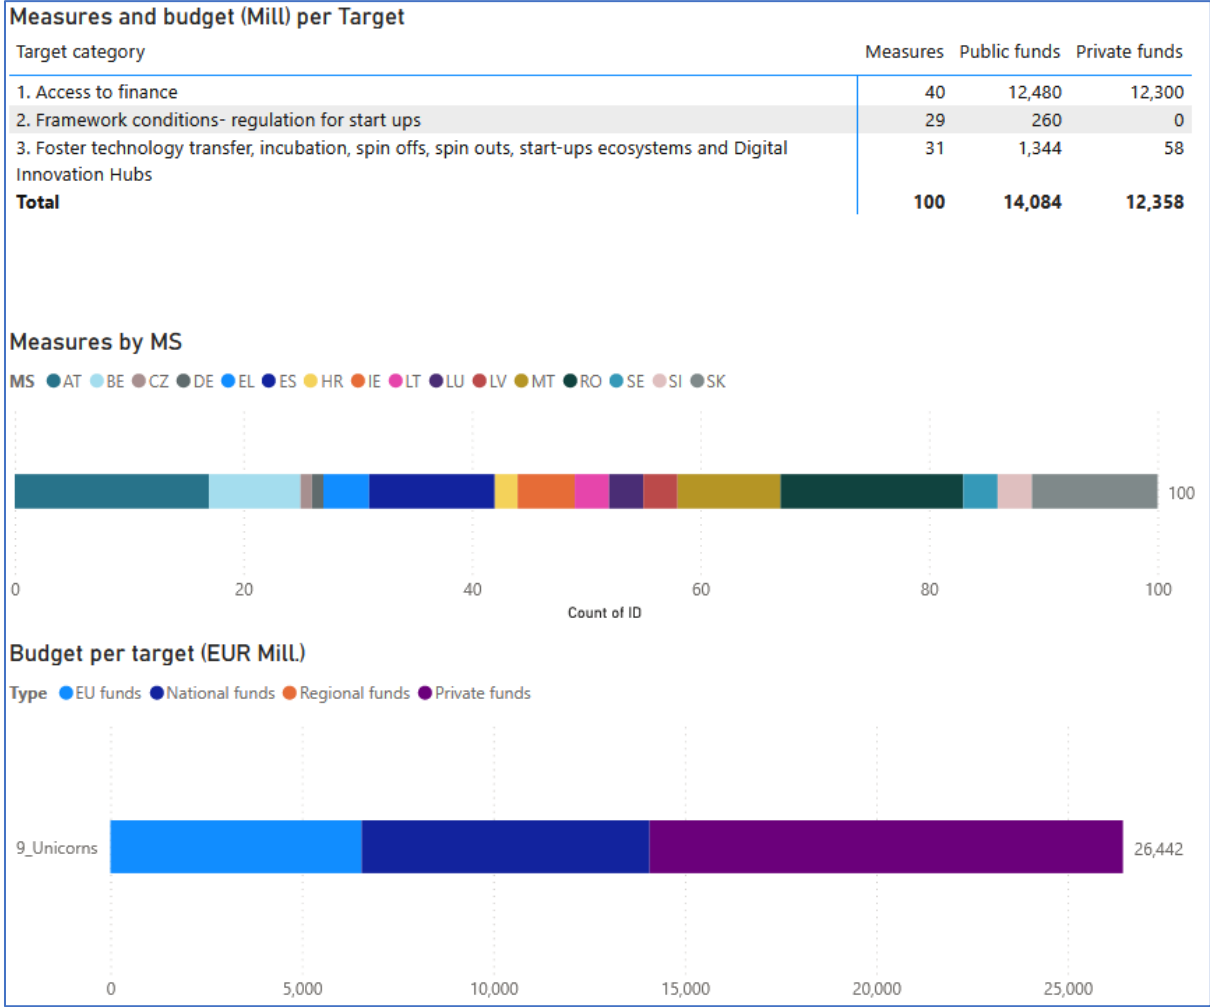 Measures and budget (Mill) per Target
Target category Measures Public funds Private funds
1. Access to finance 40 12,480 12,300
2. Framework conditions- regulation for start ups 29 260 0
3. Foster technology transfer, incubation, spin offs, spin outs, start-ups ecosystems and Digital 31 1,344 58
Innovation Hubs
Total 100 14,084 12,358
Measures by MS
MS AT BE CZ DE EL ES HR IE LT LU LV MT RO SE SI SK
100
0 20 40 60 80 100
Count of ID
Budget per target (EUR Mill.)
Type EU funds National funds Regional funds Private funds
9_Unicorns 26,442
0 5,000 10,000 15,000 20,000 25,000